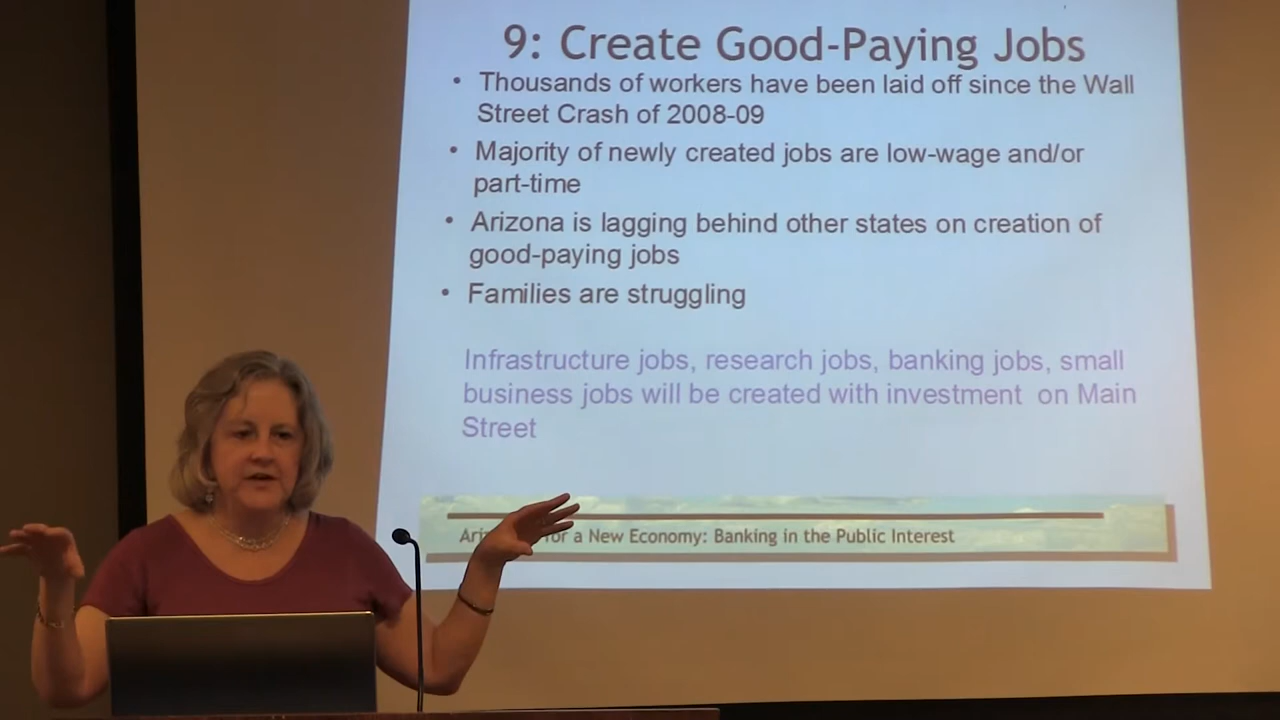 9: Create Good-Paying Jobs
• Thousands of workers have been laid off since the Wall
Street Crash of 2008-09
• Majority of newly created jobs are low-wage and/or
part-time
• Arizona is lagging behind other states on creation of
good-paying jobs
• Families are struggling
Infrastructure jobs, research jobs, banking jobs, small
business jobs will be created with investment on Main
Street
for a New Economy: Banking in the Public Interest